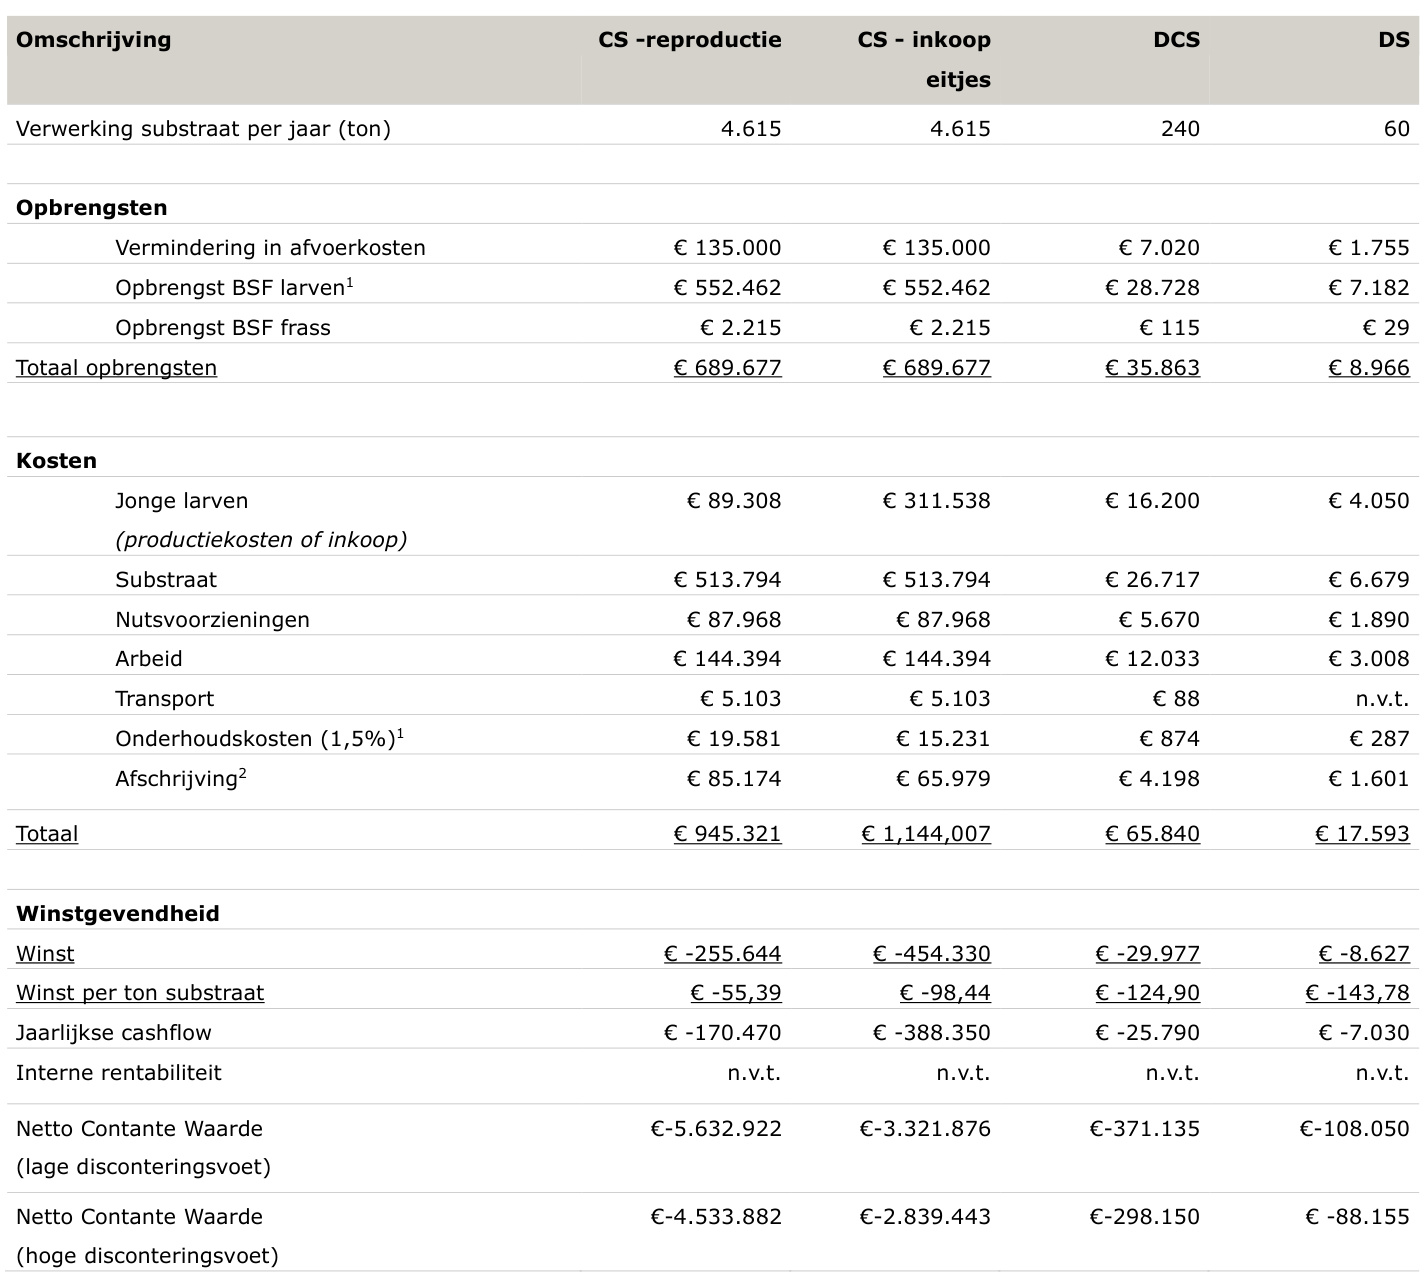 Omschrijving CS -reproductie CS - inkoop DCS DS
eitjes
Verwerking substraat per jaar (ton) 4.615 4.615 240 60
Opbrengsten
Vermindering in afvoerkosten € 135.000 € 135.000 € 7.020 € 1.755
Opbrengst BSF larven¹ € 552.462 € 552.462 € 28.728 € 7.182
Opbrengst BSF frass € 2.215 € 2.215 € 115 € 29
Totaal opbrengsten € 689.677 € 689.677 € 35.863 € 8.966
Kosten
Jonge larven € 89.308 € 311.538 € 16.200 € 4.050
(productiekosten of inkoop)
Substraat € 513.794 € 513.794 € 26.717 € 6.679
Nutsvoorzieningen € 87.968 € 87.968 € 5.670 € 1.890
Arbeid € 144.394 € 144.394 € 12.033 € 3.008
Transport € 5.103 € 5.103 € 88 n.v.t.
Onderhoudskosten (1,5%)¹ € 19.581 € 15.231 € 874 € 287
Afschrijving² € 85.174 € 65.979 € 4.198 € 1.601
Totaal € 945.321 € 1,144,007 € 65.840 € 17.593
Winstgevendheid
Winst € -255.644 € -454.330 € -29.977 € -8.627
Winst per ton substraat € -55,39 € -98,44 € -124,90 € -143,78
Jaarlijkse cashflow € -170.470 € -388.350 € -25.790 € -7.030
Interne rentabiliteit n.v.t. n.v.t. n.v.t. n.v.t.
Netto Contante Waarde €-5.632.922 €-3.321.876 €-371.135 €-108.050
(lage disconteringsvoet)
Netto Contante Waarde €-4.533.882 €-2.839.443 €-298.150 € -88.155
(hoge disconteringsvoet)